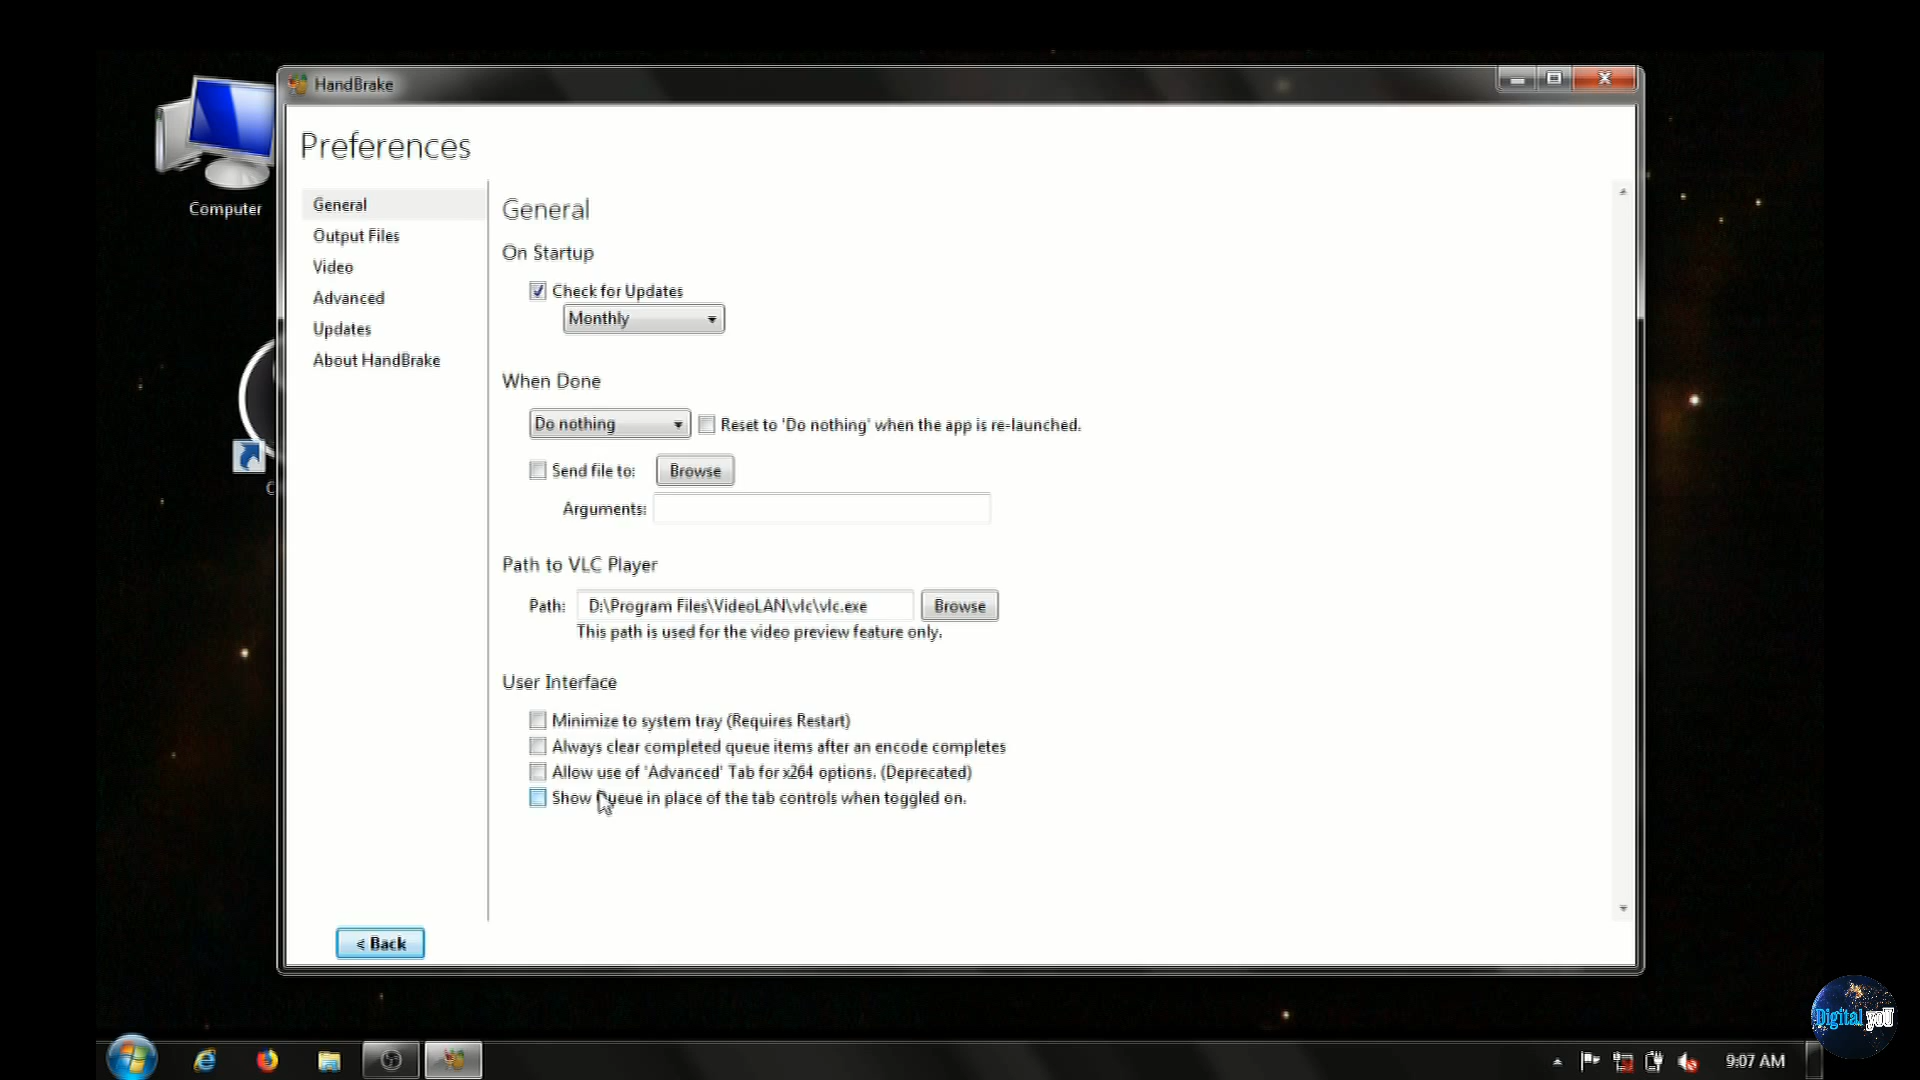 HandBrake
Preferences
Computer
General
Output Files
Video
Advanced
Updates
About HandBrake
General
On Startup
Check for Updates
Monthly
When Done
Do nothing
Reset to 'Do nothing' when the app is re-launched.
Send file to:
Browse
Arguments:
Path to VLC Player
Path:
D:\Program Files\VideoLAN\vlc\vlc.exe
Browse
This path is used for the video preview feature only.
User Interface
Minimize to system tray (Requires Restart)
Always clear completed queue items after an encode completes
Allow use of 'Advanced' Tab for x264 options. (Deprecated)
Show Queue in place of the tab controls when toggled on.
< Back
Digital yoU
9:07 AM